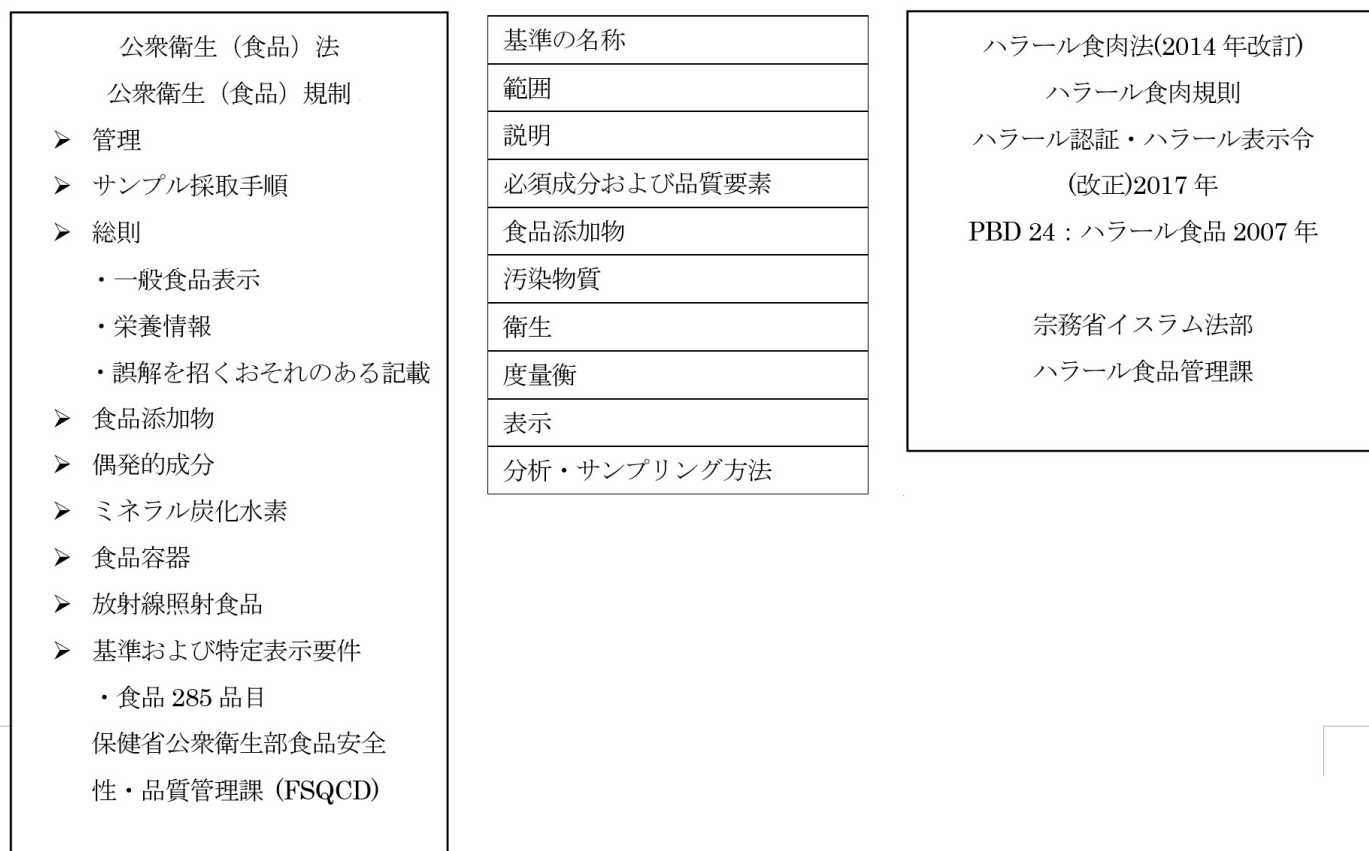 公衆衛生（食品）法
公衆衛生（食品）規制
➢ 管理
➢ サンプル採取手順
➢ 総則
・一般食品表示
・栄養情報
・誤解を招くおそれのある記載
➢ 食品添加物
➢ 偶発的成分
➢ ミネラル炭化水素
➢ 食品容器
➢ 放射線照射食品
➢ 基準および特定表示要件
・食品 285 品目
保健省公衆衛生部食品安全
性・品質管理課 (FSQCD)
基準の名称
範囲
説明
必須成分および品質要素
食品添加物
汚染物質
衛生
度量衡
表示
分析・サンプリング方法
ハラール食肉法(2014 年改訂)
ハラール食肉規則
ハラール認証・ハラール表示令
(改正)2017 年
PBD 24：ハラール食品 2007 年
宗務省イスラム法部
ハラール食品管理課